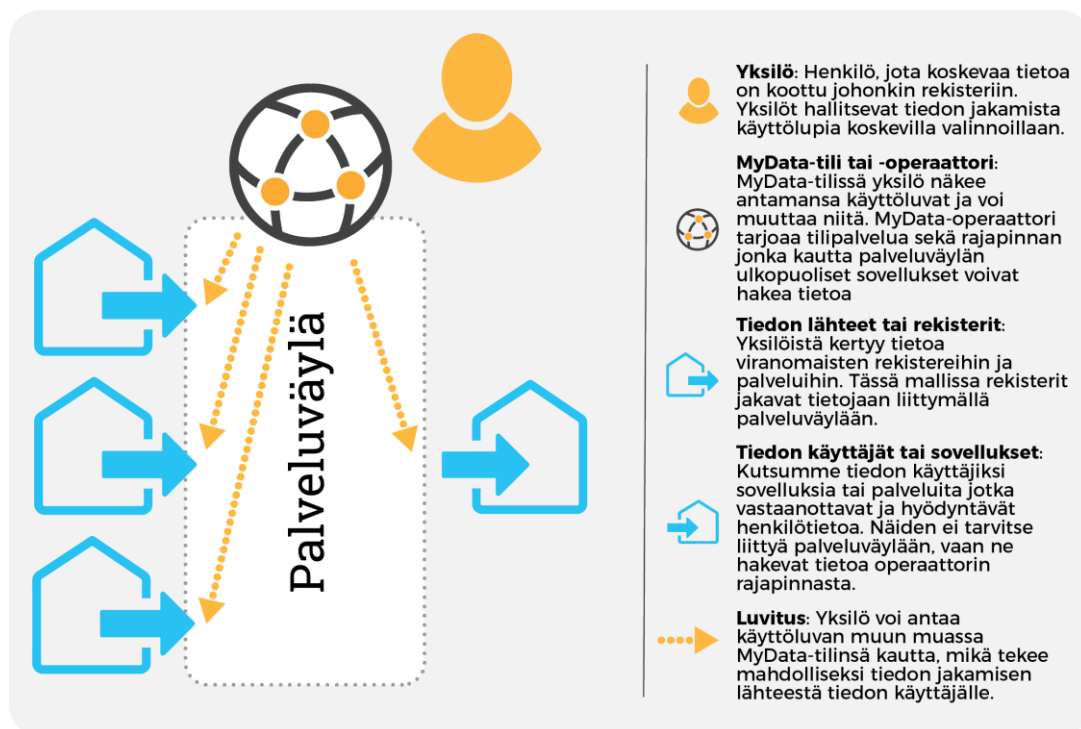 Palveluväylä
Yksilö: Henkilö, jota koskevaa tietoa
on koottu johonkin rekisteriin.
Yksilöt hallitsevat tiedon jakamista
käyttölupia koskevilla valinnoillaan.
MyData-tili tai -operaattori:
MyData-tilissä yksilö näkee
antamansa käyttöluvat ja voi
muuttaa niitä. MyData-operaattori
tarjoaa tilipalvelua sekä rajapinnan
jonka kautta palveluväylän
ulkopuoliset sovellukset voivat
hakea tietoa
Tiedon lähteet tai rekisterit:
Yksilöistä kertyy tietoa
viranomaisten rekistereihin ja
palveluihin. Tässä mallissa rekisterit
jakavat tietojaan liittymällä
palveluväylään.
Tiedon käyttäjät tai sovellukset:
Kutsumme tiedon käyttäjiksi
sovelluksia tai palveluita jotka
vastaanottavat ja hyödyntävät
henkilötietoa. Näiden ei tarvitse
liittyä palveluväylään, vaan ne
hakevat tietoa operaattorin
rajapinnasta.
Luvitus: Yksilö voi antaa
käyttöluvan muun muassa
MyData-tilinsä kautta, mikä tekee
mahdolliseksi tiedon jakamisen
lähteestä tiedon käyttäjälle.